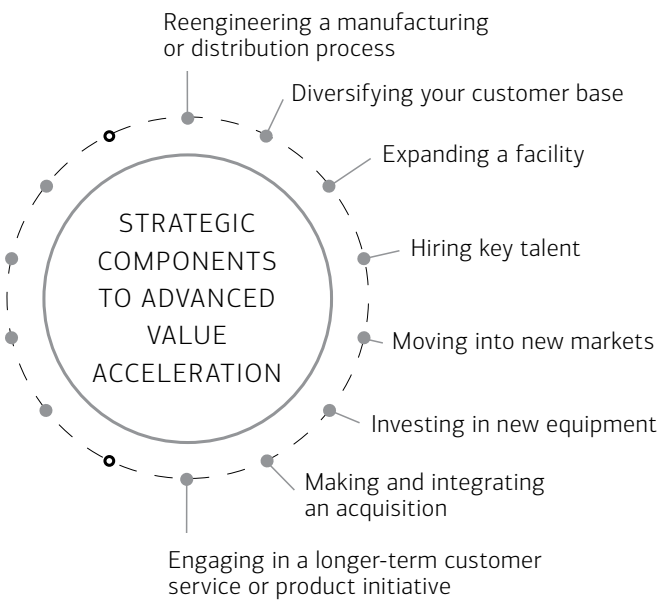 Reengineering a manufacturing
or distribution process
Diversifying your customer base
Expanding a facility
Hiring key talent
Moving into new markets
Investing in new equipment
Making and integrating
an acquisition
Engaging in a longer-term customer
service or product initiative
STRATEGIC
COMPONENTS
TO ADVANCED
VALUE
ACCELERATION